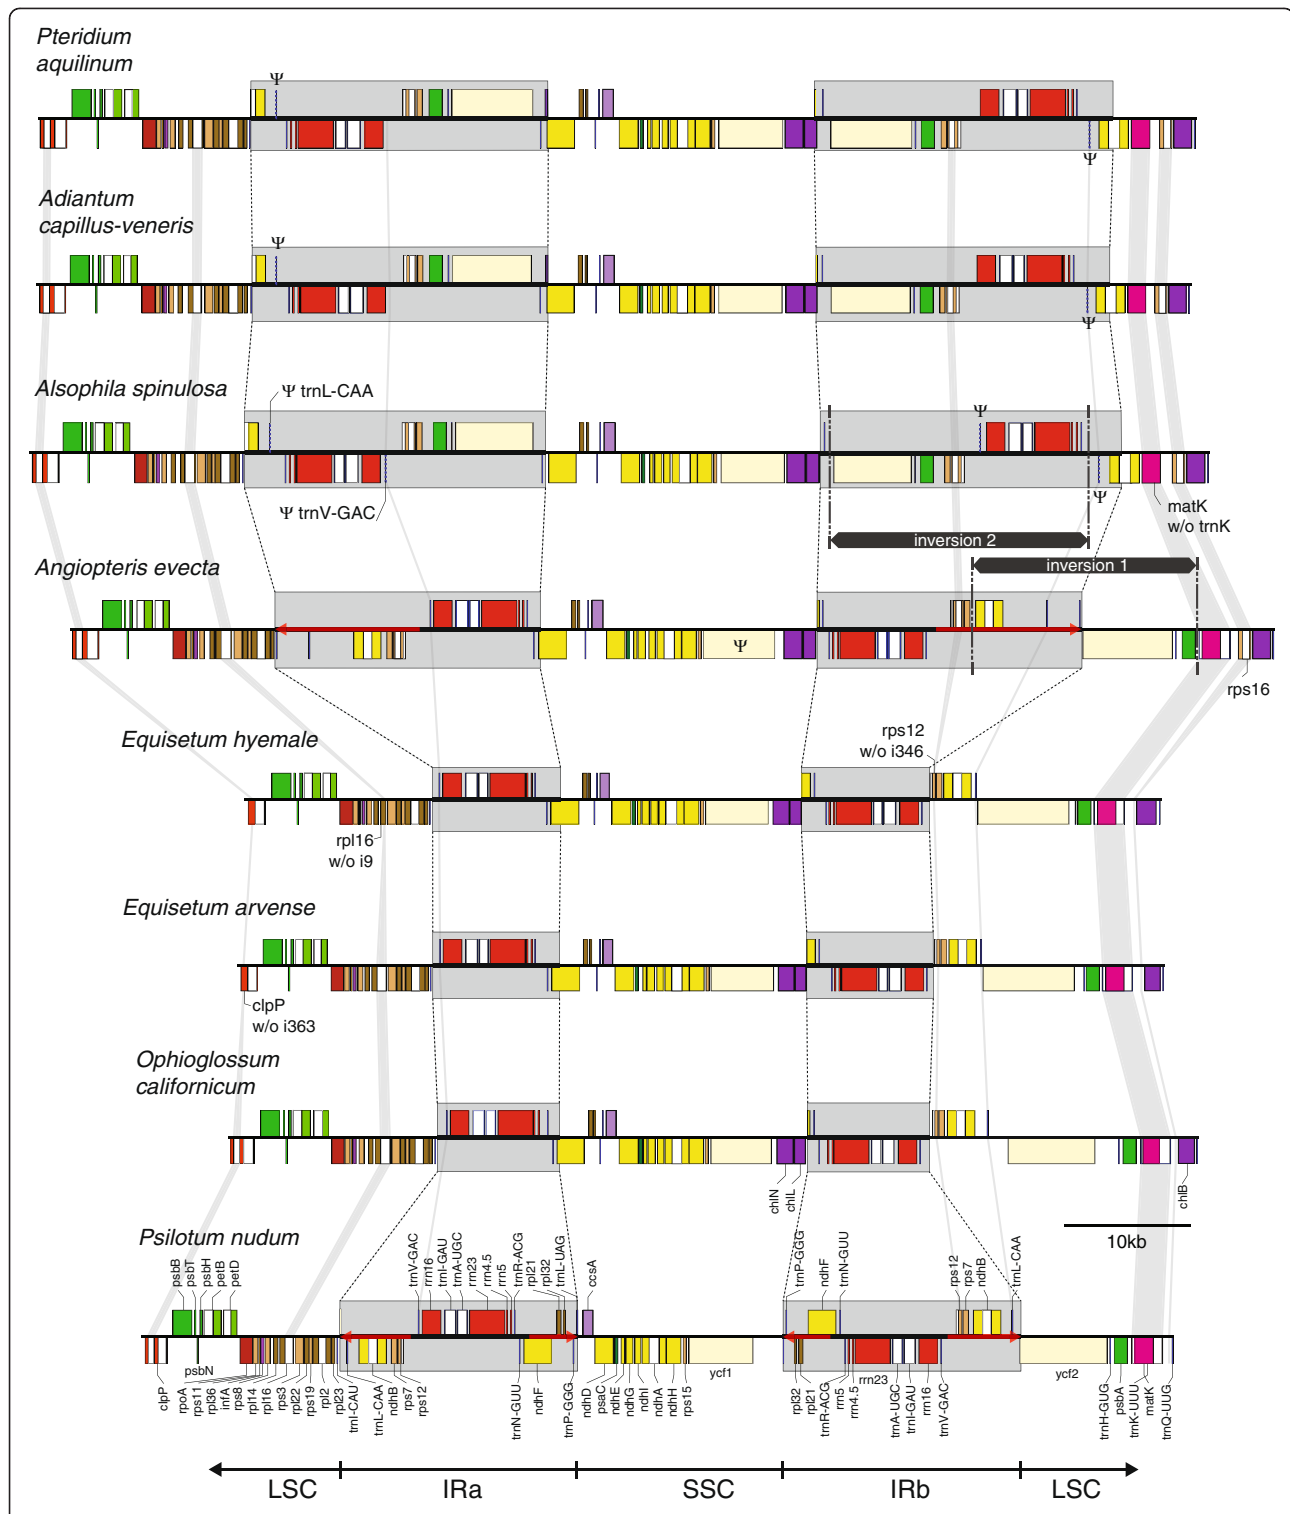 Pteridium
aquilinum
Ψ
Ψ
Adiantum
capillus-veneris
Ψ
Ψ
Alsophila spinulosa
Ψ trnL-CAA
Ψ
Ψ trnV-GAC
Ψ
matK
w/o trnK
inversion 2
inversion 1
Angiopteris evecta
Ψ
rps16
Equisetum hyemale
rps12
w/o i346
rpl16
w/o i9
Equisetum arvense
clpP
w/o i363
Ophioglossum
californicum
chlN
chlL
chlB
10kb
Psilotum nudum
psbB
psbT
psbH
petB
petD
trnV-GAC
rrn16
trnI-GAU
trnA-UGC
rrn23
rrn4.5
rrn5
trnR-ACG
rpl21
rpl32
trnL-UAG
ccsA
trnP-GGG
ndhF
trnN-GUU
rps12
rps7
ndhB
trnL-CAA
psbN
ycf1
rrn23
ycf2
clpP
rpoA
rps11
rpl36
infA
rps8
rpl14
rpl16
rps3
rpl22
rps19
rpl2
rpl23
trnI-CAU
trnL-CAA
ndhB
rps7
rps12
trnN-GUU
ndhF
trnP-GGG
ndhD
psaC
ndhE
ndhG
ndhI
ndhA
ndhH
rps15
rpl32
rpl21
trnR-ACG
rrn5
rrn4.5
trnA-UGC
trnI-GAU
rrn16
trnV-GAC
trnH-GUG
psbA
trnK-UUU
matK
trnQ-UUG
LSC
IRa
SSC
IRb
LSC